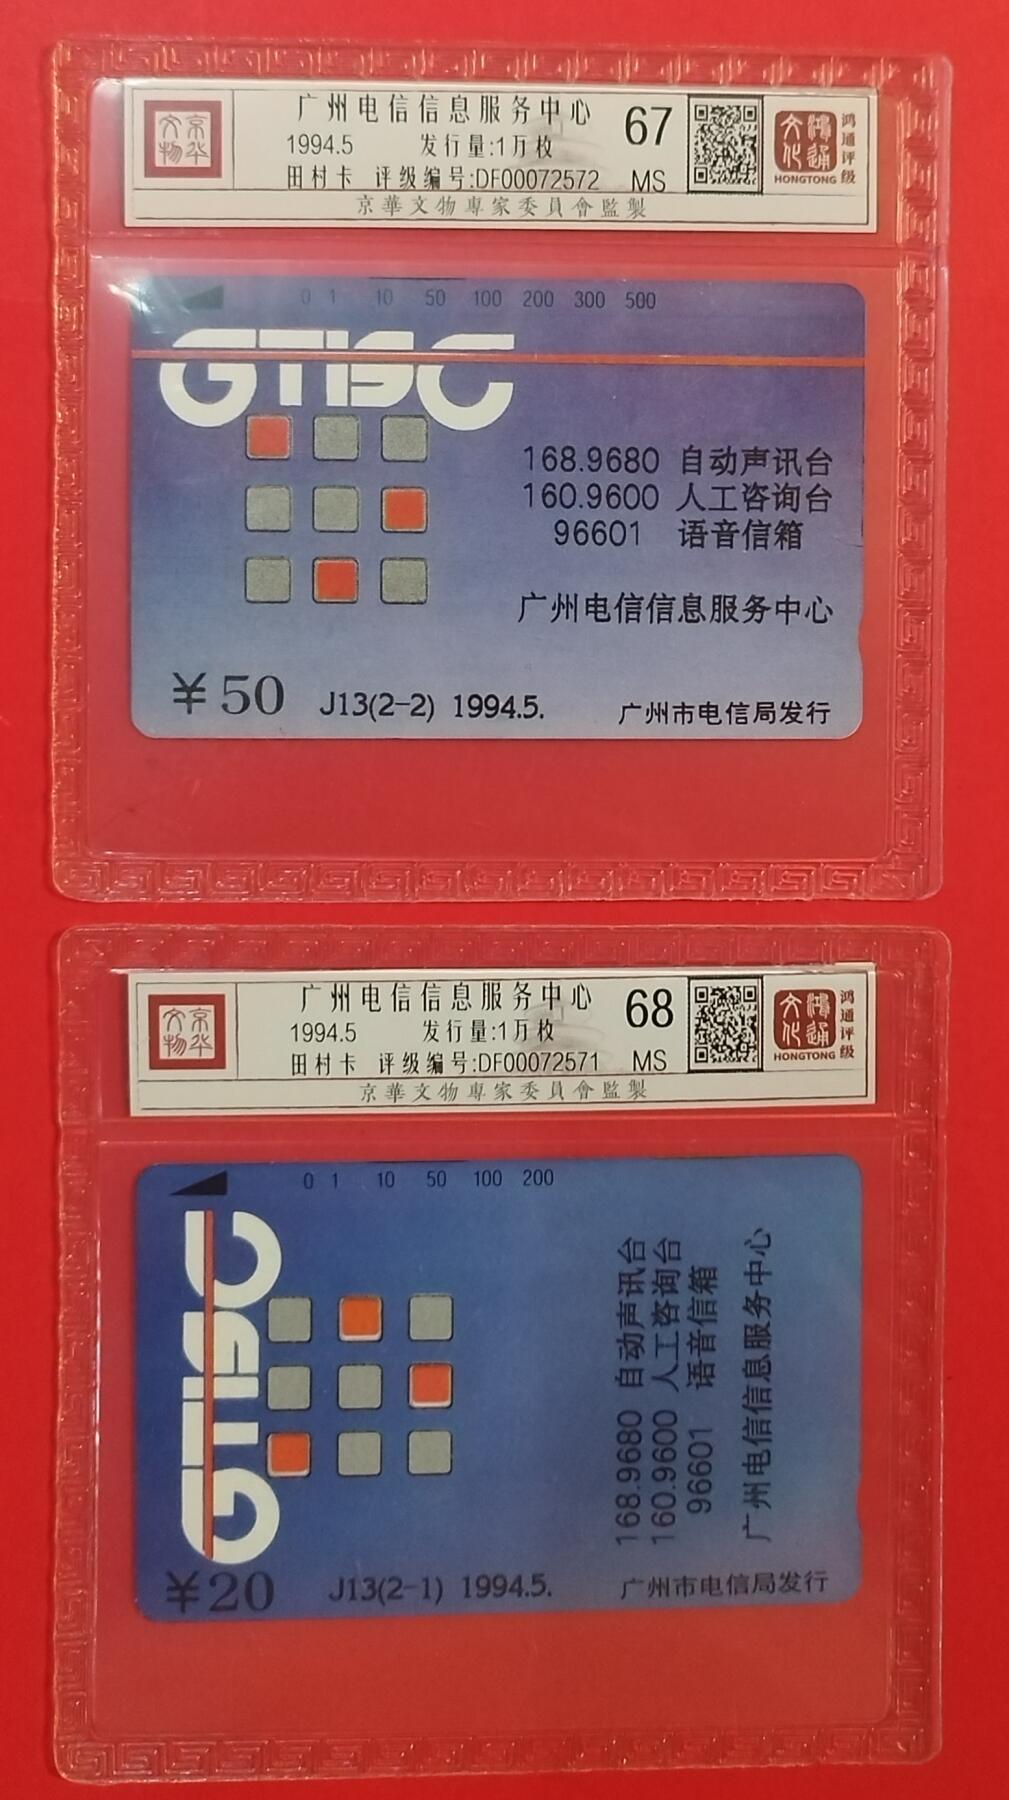 京华文物
广州电信信息服务中心
1994.5 发行量:1万枚
田村卡 评级编号:DF00072572
67
MS
鸿通文化
HONGTONG
鸿通评级
京華文物專家委員會監製
0 1 10 50 100 200 300 500
GTISC
168.9680 自动声讯台
160.9600 人工咨询台
96601 语音信箱
广州电信信息服务中心
¥50 J13(2-2) 1994.5. 广州市电信局发行
京华文物
广州电信信息服务中心
1994.5 发行量:1万枚
田村卡 评级编号:DF00072571
68
MS
鸿通文化
HONGTONG
鸿通评级
京華文物專家委員會監製
0 1 10 50 100 200
GTISC
168.9680 自动声讯台
160.9600 人工咨询台
96601 语音信箱
广州电信信息服务中心
¥20 J13(2-1) 1994.5. 广州市电信局发行